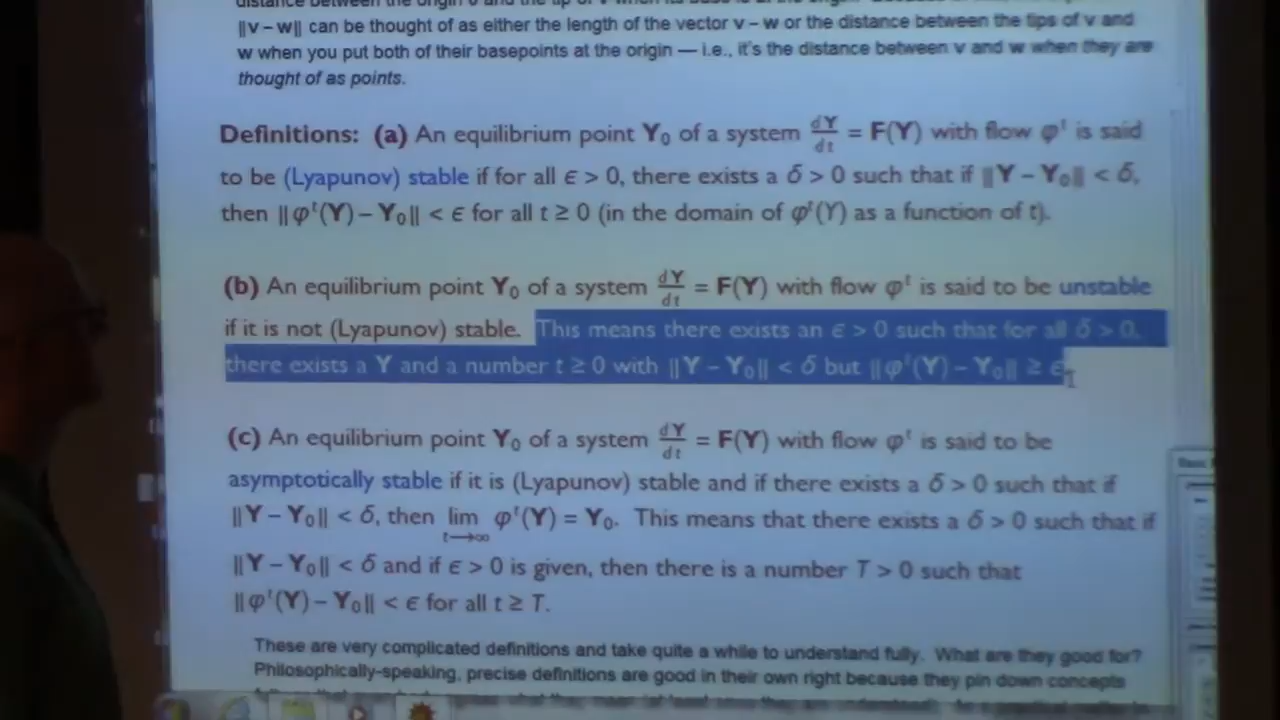 distance between the origin
||v – w|| can be thought of as either the length of the vector v – w or the distance between the tips of v and
w when you put both of their basepoints at the origin — i.e., it's the distance between v and w when they are
thought of as points.
Definitions: (a) An equilibrium point Y₀ of a system dY/dt = F(Y) with flow φᵗ is said
to be (Lyapunov) stable if for all ϵ > 0, there exists a δ > 0 such that if ||Y – Y₀|| < δ,
then ||φᵗ(Y) – Y₀|| < ϵ for all t ≥ 0 (in the domain of φᵗ(Y) as a function of t).
(b) An equilibrium point Y₀ of a system dY/dt = F(Y) with flow φᵗ is said to be unstable
if it is not (Lyapunov) stable. This means there exists an ϵ > 0 such that for all δ > 0,
there exists a Y and a number t ≥ 0 with ||Y – Y₀|| < δ but ||φᵗ(Y) – Y₀|| ≥ ϵ.
(c) An equilibrium point Y₀ of a system dY/dt = F(Y) with flow φᵗ is said to be
asymptotically stable if it is (Lyapunov) stable and if there exists a δ > 0 such that if
||Y – Y₀|| < δ, then lim t→∞ φᵗ(Y) = Y₀. This means that there exists a δ > 0 such that if
||Y – Y₀|| < δ and if ϵ > 0 is given, then there is a number T > 0 such that
||φᵗ(Y) – Y₀|| < ϵ for all t ≥ T.
These are very complicated definitions and take quite a while to understand fully. What are they good for?
Philosophically-speaking, precise definitions are good in their own right because they pin down concepts